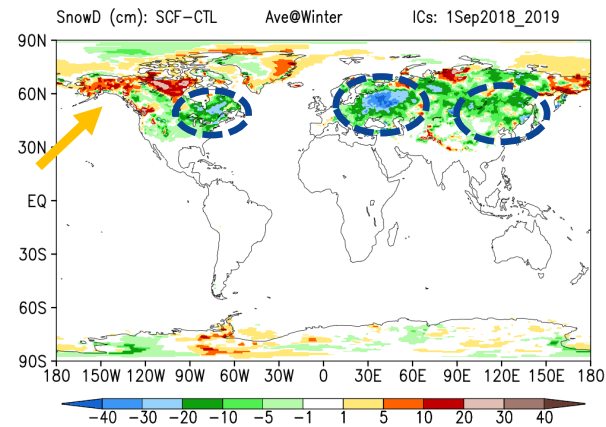 SnowD (cm): SCF-CTL Ave@Winter ICs: 1Sep2018_2019
90N
60N
30N
EQ
30S
60S
90S
180 150W 120W 90W 60W 30W 0 30E 60E 90E 120E 150E 180
-40 -30 -20 -10 -5 -1 1 5 10 20 30 40